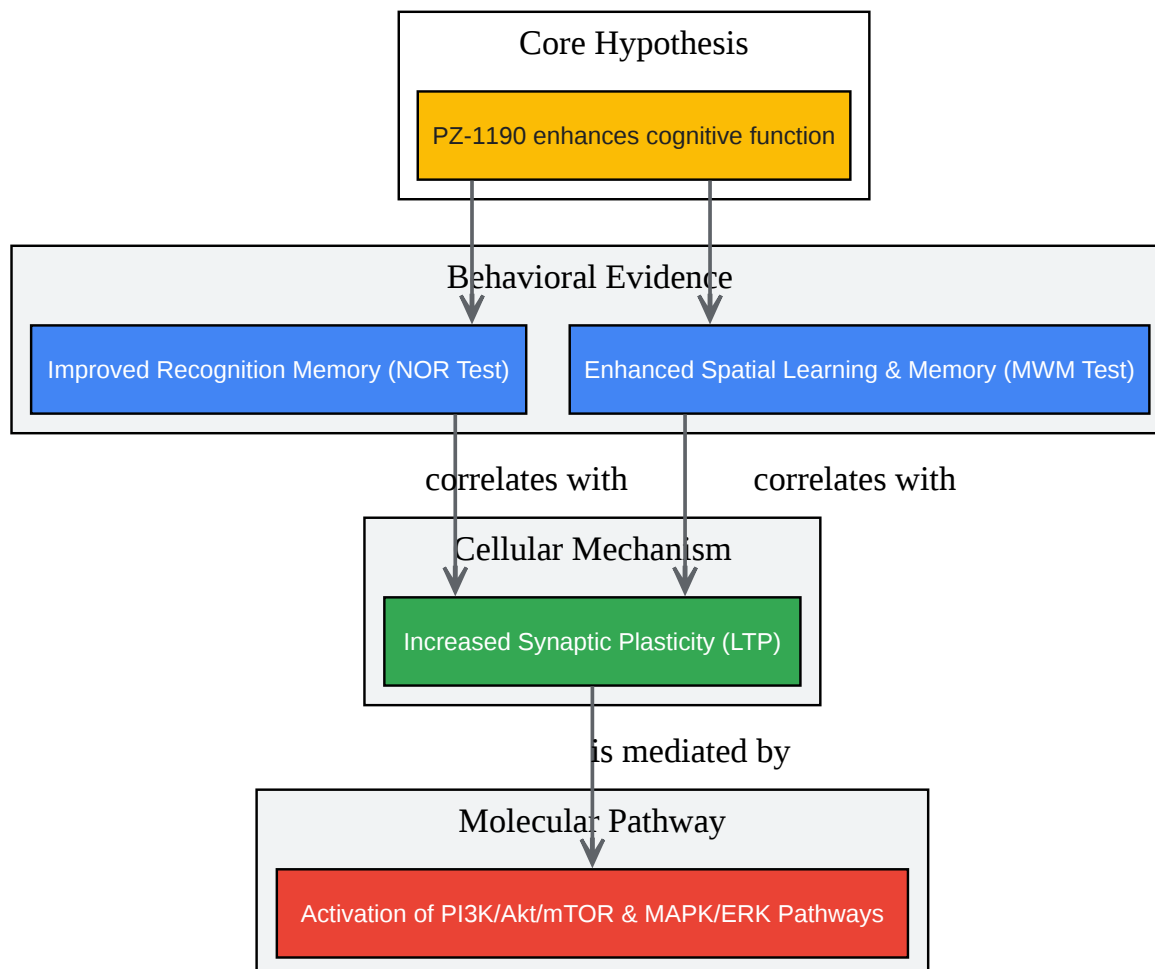 Core Hypothesis
PZ-1190 enhances cognitive function
Behavioral Evidence
Improved Recognition Memory (NOR Test)
Enhanced Spatial Learning & Memory (MWM Test)
correlates with
correlates with
Cellular Mechanism
Increased Synaptic Plasticity (LTP)
is mediated by
Molecular Pathway
Activation of PI3K/Akt/mTOR & MAPK/ERK Pathways